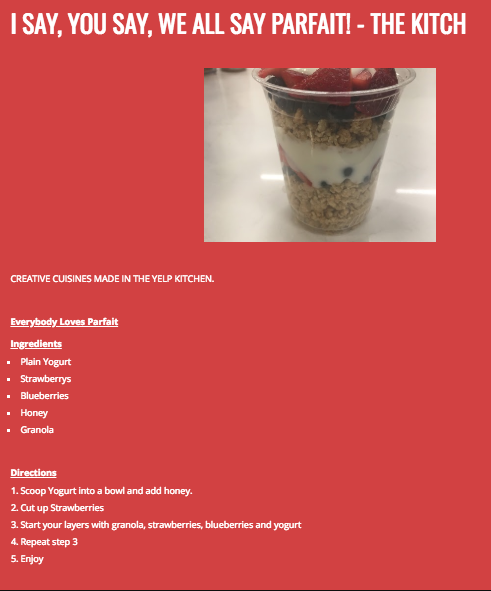 I SAY, YOU SAY, WE ALL SAY PARFAIT! - THE KITCH
CREATIVE CUISINES MADE IN THE YELP KITCHEN.
Everybody Loves Parfait
Ingredients
Plain Yogurt
Strawberrys
Blueberries
Honey
Granola
Directions
1. Scoop Yogurt into a bowl and add honey.
2. Cut up Strawberries
3. Start your layers with granola, strawberries, blueberries and yogurt
4. Repeat step 3
5. Enjoy